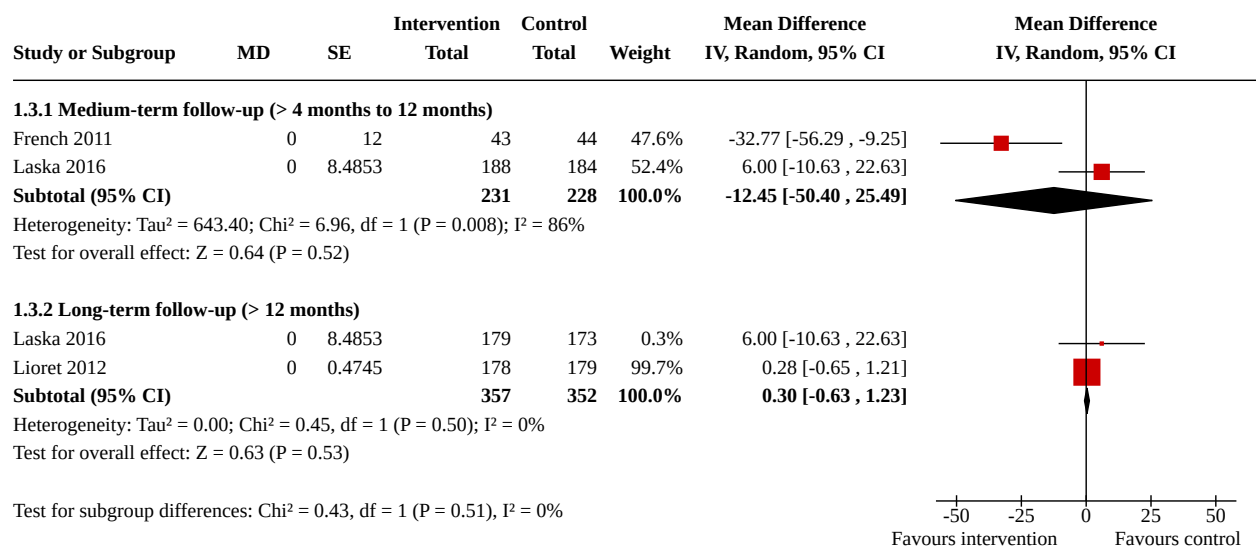 Intervention Control Mean Difference Mean Difference
Study or Subgroup MD SE Total Total Weight IV, Random, 95% CI IV, Random, 95% CI
1.3.1 Medium-term follow-up (> 4 months to 12 months)
French 2011 0 12 43 44 47.6% -32.77 [-56.29 , -9.25]
Laska 2016 0 8.4853 188 184 52.4% 6.00 [-10.63 , 22.63]
Subtotal (95% CI) 231 228 100.0% -12.45 [-50.40 , 25.49]
Heterogeneity: Tau² = 643.40; Chi² = 6.96, df = 1 (P = 0.008); I² = 86%
Test for overall effect: Z = 0.64 (P = 0.52)
1.3.2 Long-term follow-up (> 12 months)
Laska 2016 0 8.4853 179 173 0.3% 6.00 [-10.63 , 22.63]
Lioret 2012 0 0.4745 178 179 99.7% 0.28 [-0.65 , 1.21]
Subtotal (95% CI) 357 352 100.0% 0.30 [-0.63 , 1.23]
Heterogeneity: Tau² = 0.00; Chi² = 0.45, df = 1 (P = 0.50); I² = 0%
Test for overall effect: Z = 0.63 (P = 0.53)
Test for subgroup differences: Chi² = 0.43, df = 1 (P = 0.51), I² = 0%
-50 -25 0 25 50
Favours intervention Favours control